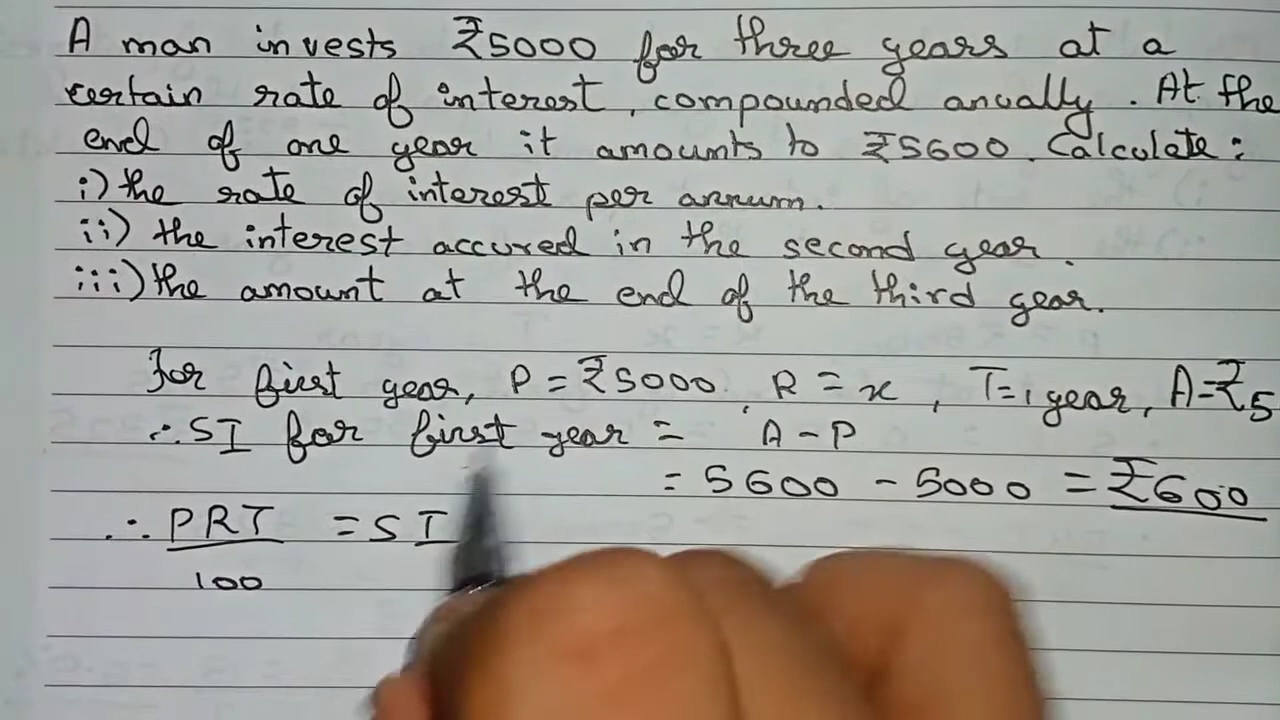 A man invests ₹5000 for three years at a
certain rate of interest, compounded anually. At the
end of one year it amounts to ₹5600. Calculate:
i) the rate of interest per annum.
ii) the interest accured in the second year.
iii) the amount at the end of the third year.
For first year, P = ₹5000, R = x, T=1 year, A=₹5
∴ SI for first year = A - P
= 5600 - 5000 = ₹600
∴ PRT = SI
100